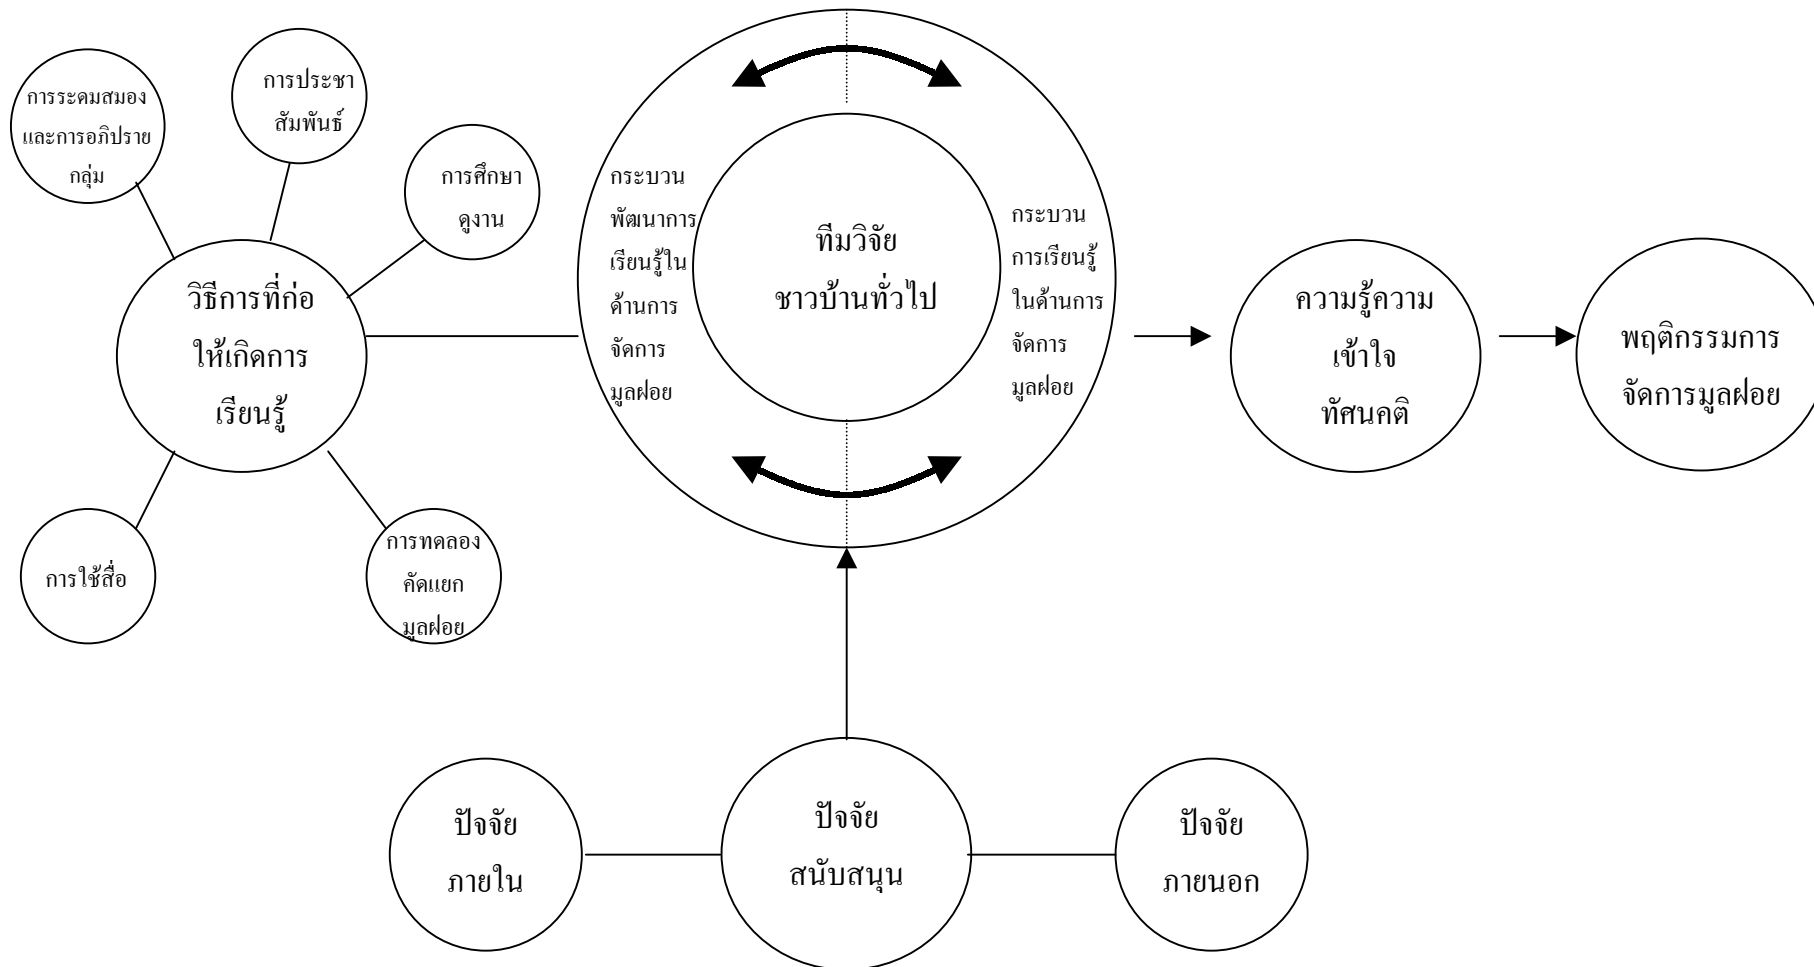 การระดมสมอง
และการอภิปราย
กลุ่ม
การประชา
สัมพันธ์
การศึกษา
ดูงาน
วิธีการที่ก่อ
ให้เกิดการ
เรียนรู้
การใช้สื่อ
การทดลอง
คัดแยก
มูลฝอย
กระบวน
พัฒนาการ
เรียนรู้ใน
ด้านการ
จัดการ
มูลฝอย
ทีมวิจัย
ชาวบ้านทั่วไป
กระบวน
การเรียนรู้
ในด้านการ
จัดการ
มูลฝอย
ความรู้ความ
เข้าใจ
ทัศนคติ
พฤติกรรมการ
จัดการมูลฝอย
ปัจจัย
ภายใน
ปัจจัย
สนับสนุน
ปัจจัย
ภายนอก